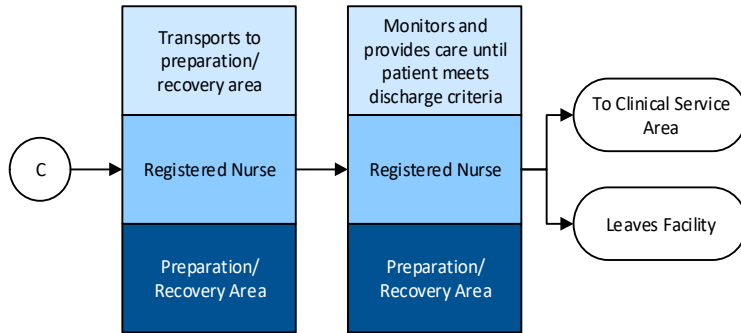 C
Transports to
preparation/
recovery area
Registered Nurse
Preparation/
Recovery Area
Monitors and
provides care until
patient meets
discharge criteria
Registered Nurse
Preparation/
Recovery Area
To Clinical Service
Area
Leaves Facility